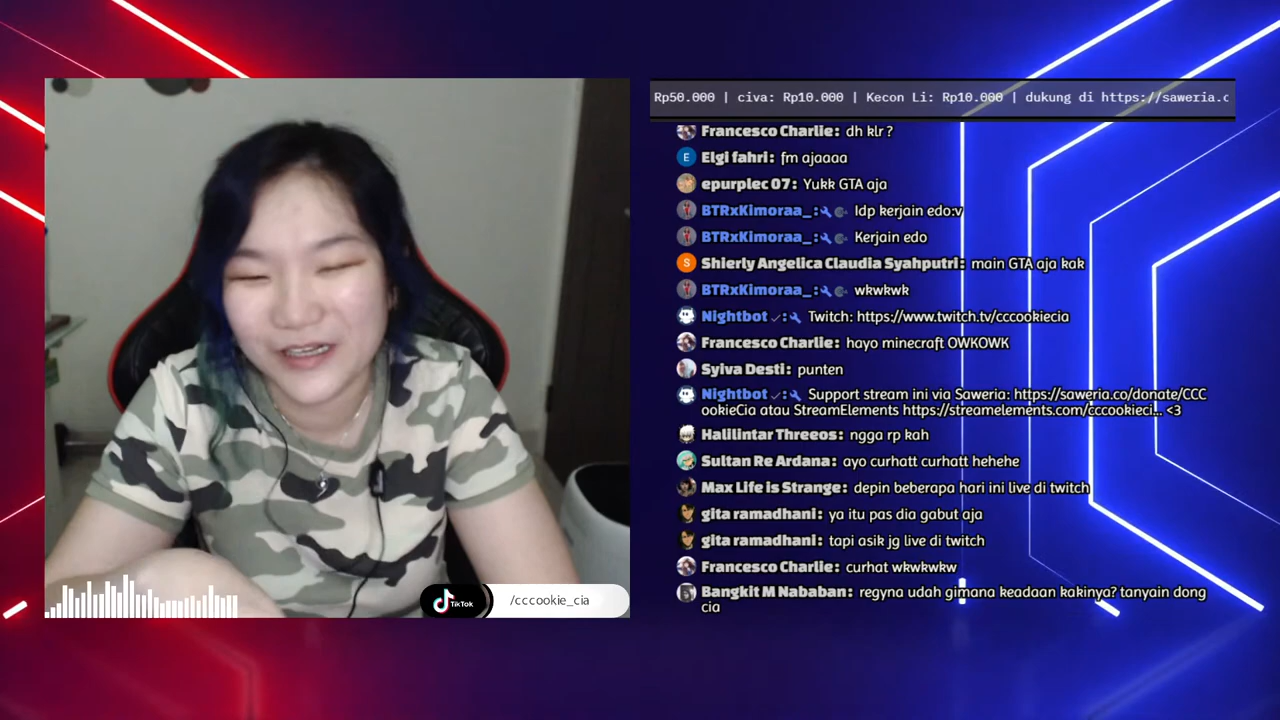 Rp50.000 | civa: Rp10.000 | Kecon Li: Rp10.000 | dukung di https://saweria.c
Francesco Charlie: dh klr ?
E Elgi fahri: fm ajaaaa
epurplec 07: Yukk GTA aja
BTRxKimoraa_: Idp kerjain edo:v
BTRxKimoraa_: Kerjain edo
S Shierly Angelica Claudia Syahputri: main GTA aja kak
BTRxKimoraa_: wkwkwk
Nightbot: Twitch: https://www.twitch.tv/cccookiecia
Francesco Charlie: hayo minecraft OWKOWK
Sylva Desti: punten
Nightbot: Support stream ini via Saweria: https://saweria.co/donate/CCC
ookieCia atau StreamElements https://streamelements.com/cccookieci... <3
Halilintar Threeos: ngga rp kah
Sultan Re Ardana: ayo curhatt curhatt hehehe
Max Life is Strange: depin beberapa hari ini live di twitch
gita ramadhani: ya itu pas dia gabut aja
gita ramadhani: tapi asik jg live di twitch
Francesco Charlie: curhat wkwkwkw
Bangkit M Nababan: regyna udah gimana keadaan kakinya? tanyain dong
cia
TikTok /cccookie_cia